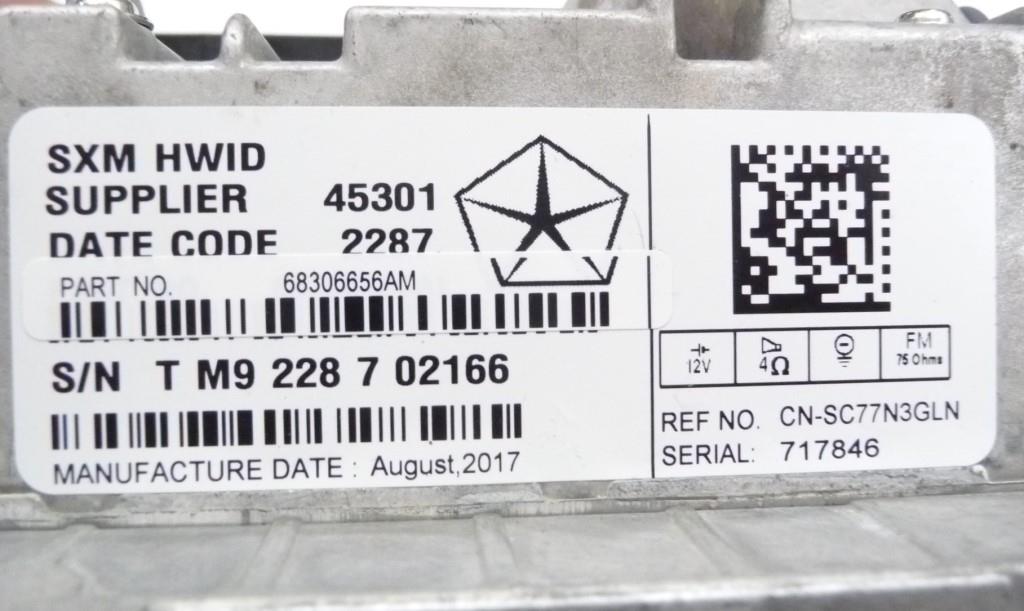 SXM HWID
SUPPLIER 45301
DATE CODE 2287
PART NO. 68306656AM
S/N T M9 228 7 02166
MANUFACTURE DATE : August,2017
12V
4Ω
FM
75 Ohms
REF NO. CN-SC77N3GLN
SERIAL: 717846